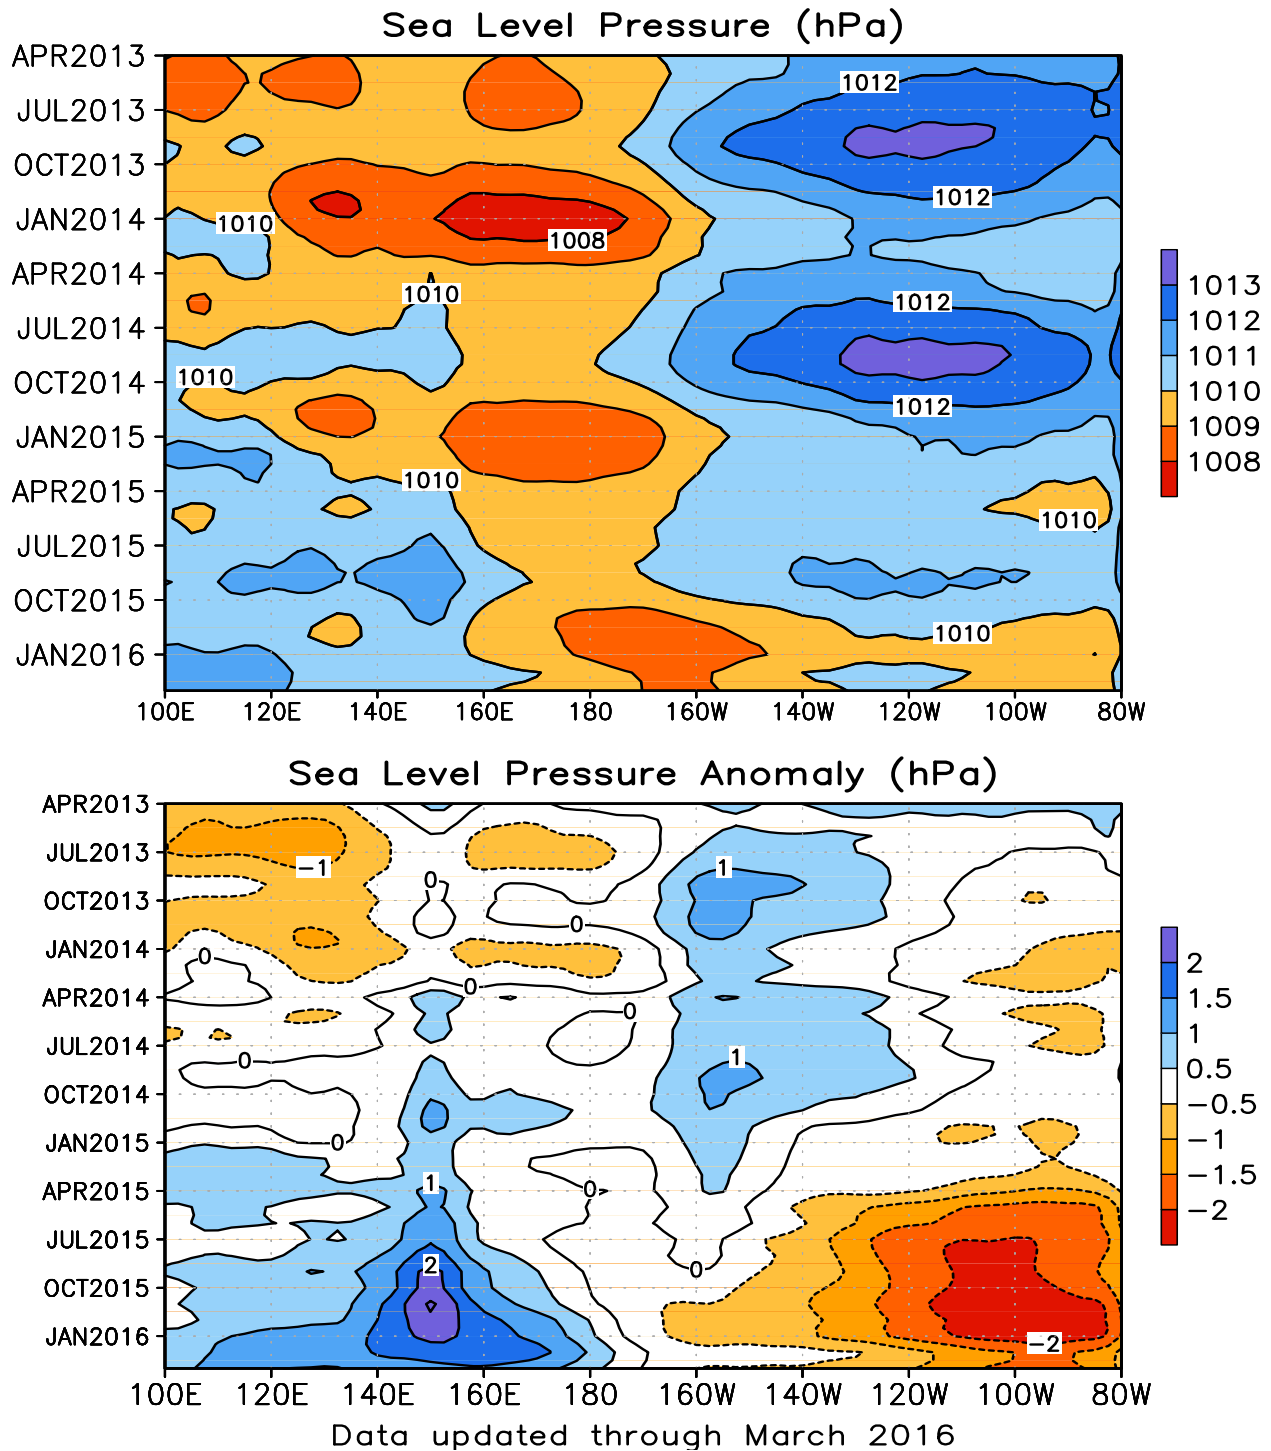 Sea Level Pressure (hPa)
APR2013
JUL2013
OCT2013
JAN2014
APR2014
JUL2014
OCT2014
JAN2015
APR2015
JUL2015
OCT2015
JAN2016
1012
1012
1010
1008
1010
1012
1010
1012
1010
1010
1010
1013
1012
1011
1010
1009
1008
100E 120E 140E 160E 180 160W 140W 120W 100W 80W
Sea Level Pressure Anomaly (hPa)
APR2013
JUL2013
OCT2013
JAN2014
APR2014
JUL2014
OCT2014
JAN2015
APR2015
JUL2015
OCT2015
JAN2016
−1
1
0
0
0
0
0
1
0
0
1
0
2
0
−2
2
1.5
1
0.5
−0.5
−1
−1.5
−2
100E 120E 140E 160E 180 160W 140W 120W 100W 80W
Data updated through March 2016